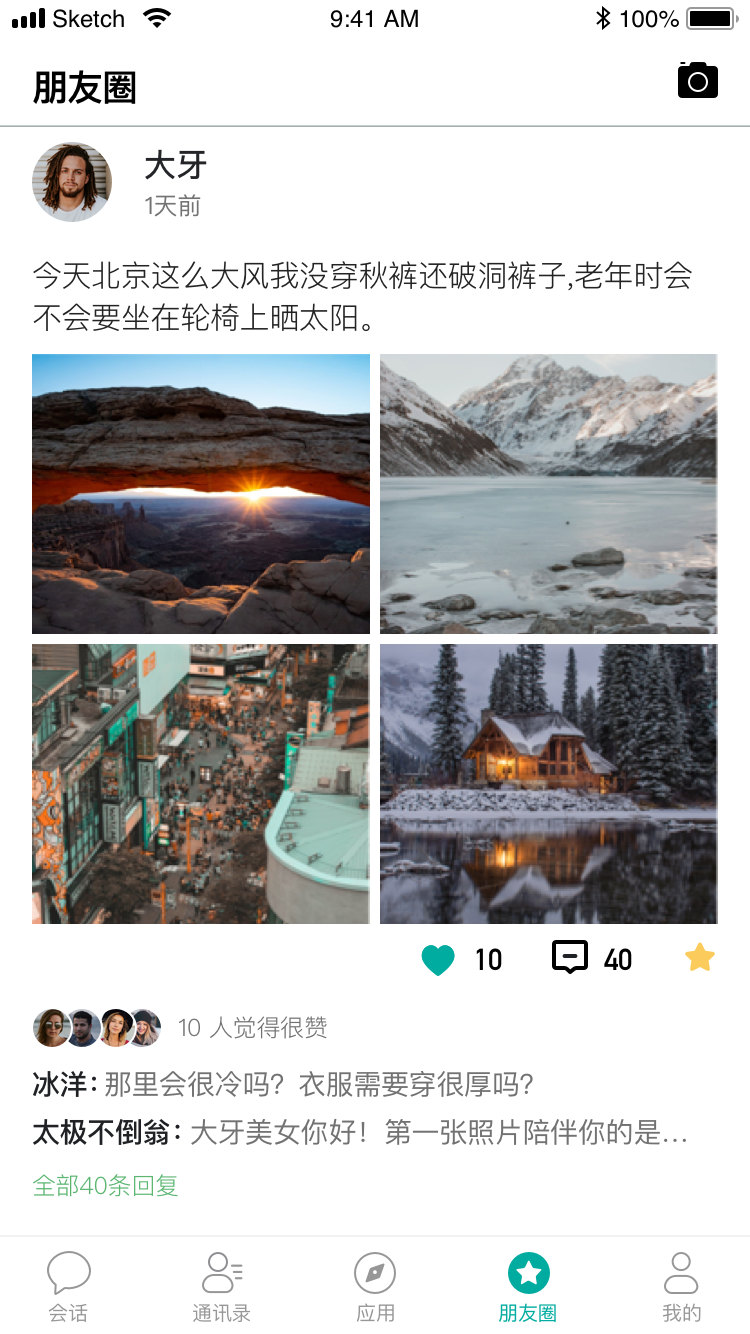 Sketch 9:41 AM 100%
朋友圈
大牙
1天前
今天北京这么大风我没穿秋裤还破洞裤子,老年时会
不会要坐在轮椅上晒太阳。
10 40
10 人觉得很赞
冰洋: 那里会很冷吗？衣服需要穿很厚吗？
太极不倒翁: 大牙美女你好！第一张照片陪伴你的是...
全部40条回复
会话 通讯录 应用 朋友圈 我的